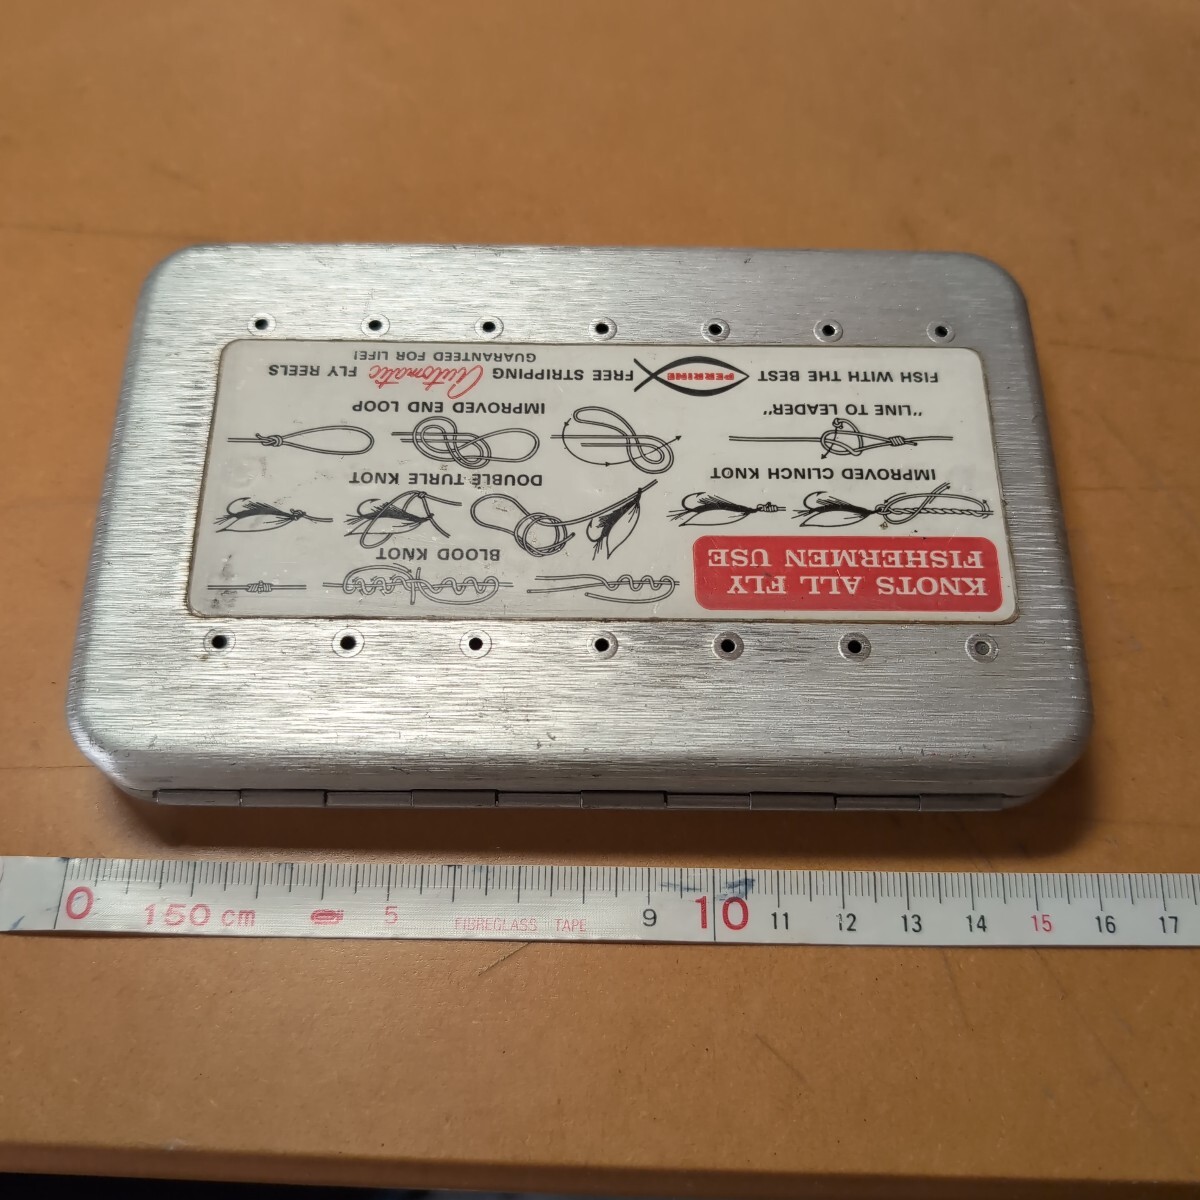 KNOTS ALL FLY
FISHERMEN USE
BLOOD KNOT
IMPROVED CLINCH KNOT
DOUBLE TURLE KNOT
"LINE TO LEADER"
IMPROVED END LOOP
FISH WITH THE BEST PERRINE FREE STRIPPING Automatic FLY REELS
GUARANTEED FOR LIFE!
0 150cm 5 FIBREGLASS TAPE 9 10 11 12 13 14 15 16 17